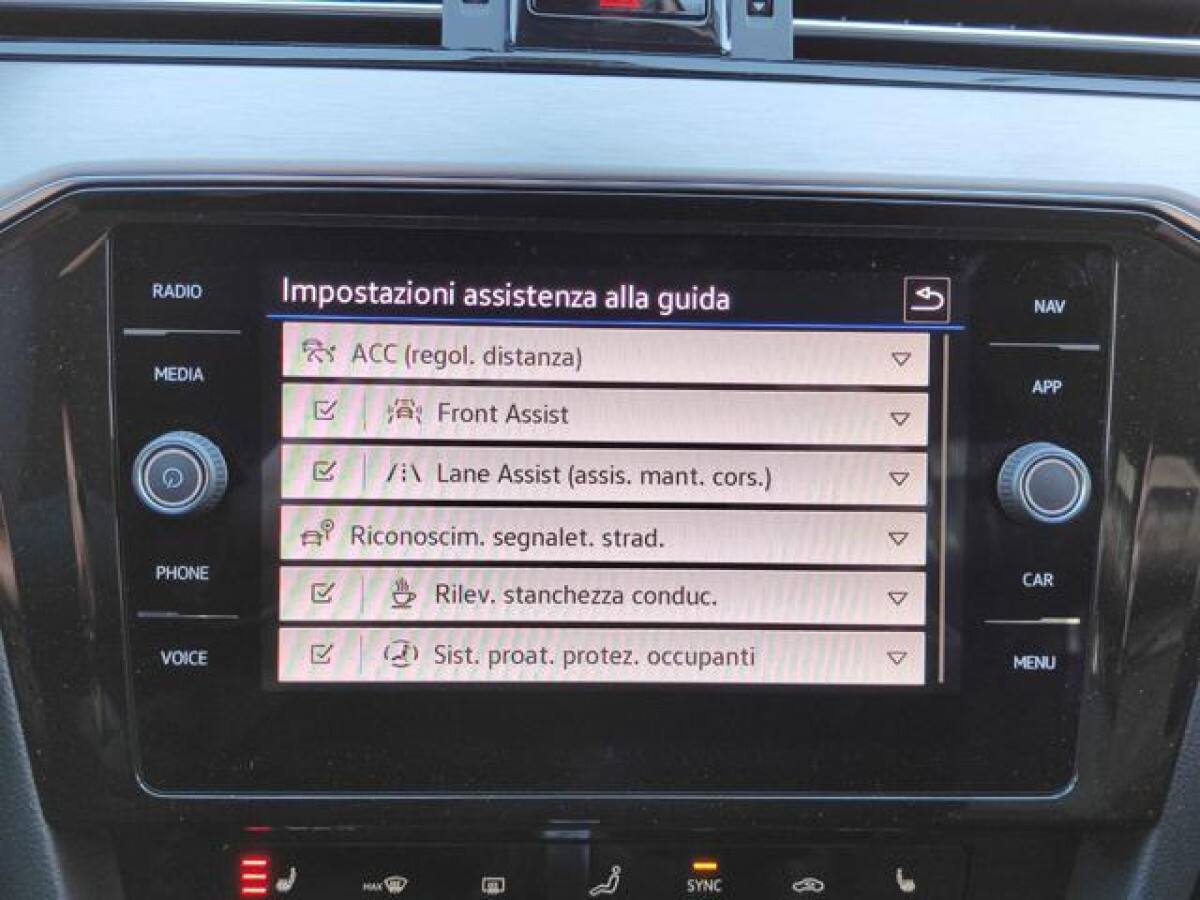 RADIO
MEDIA
PHONE
VOICE
Impostazioni assistenza alla guida
ACC (regol. distanza)
Front Assist
Lane Assist (assis. mant. cors.)
Riconoscim. segnalet. strad.
Rilev. stanchezza conduc.
Sist. proat. protez. occupanti
NAV
APP
CAR
MENU
MAX
SYNC